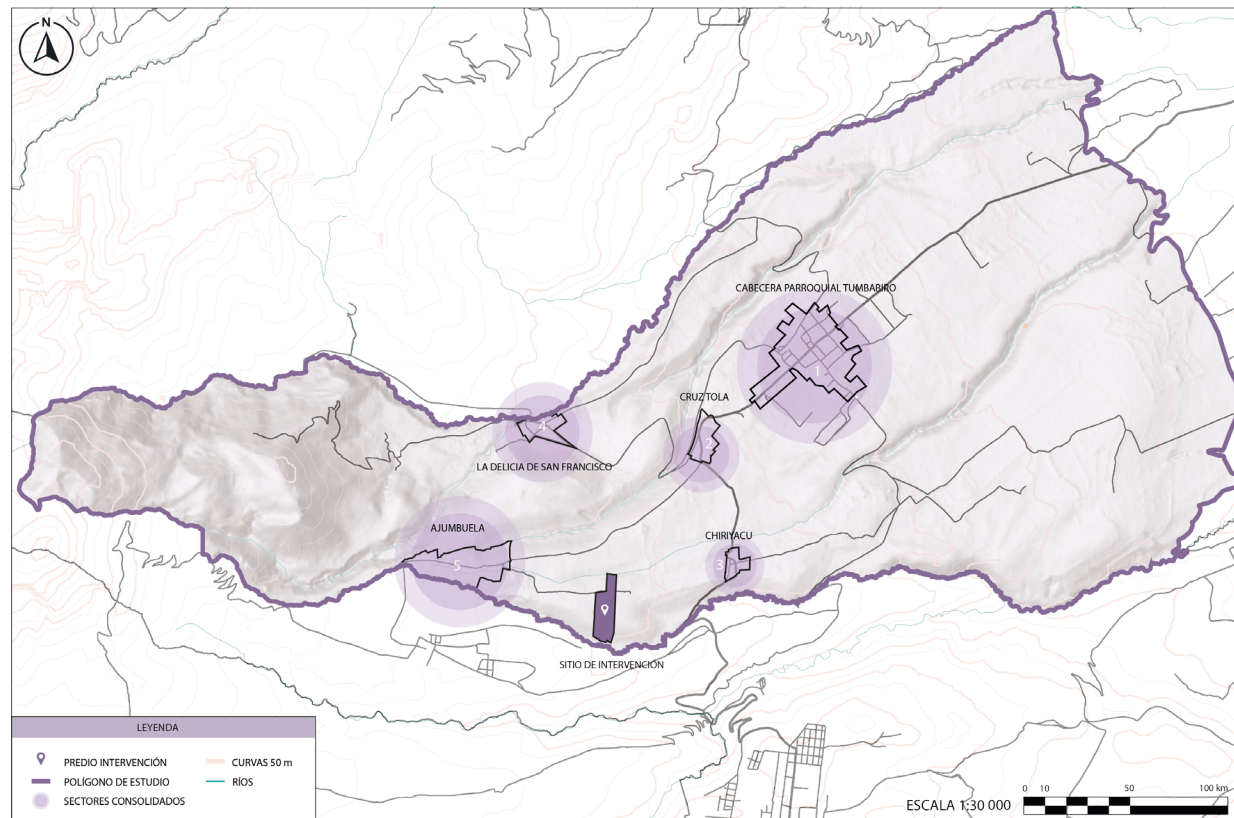 N
CABECERA PARROQUIAL TUMBABIRO
1
CRUZ TOLA
2
4
LA DELICIA DE SAN FRANCISCO
AJUMBUELA
5
CHIRIYACU
3
SITIO DE INTERVENCIÓN
LEYENDA
PREDIO INTERVENCIÓN
CURVAS 50 m
POLÍGONO DE ESTUDIO
RÍOS
SECTORES CONSOLIDADOS
ESCALA 1:30 000
0 10 50 100 km